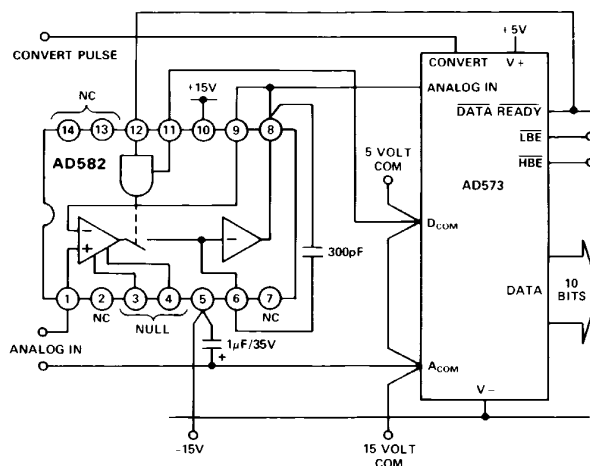 CONVERT PULSE
+5V
CONVERT
V+
ANALOG IN
NC
+15V
DATA READY
14
13
12
11
10
9
8
LBE
AD582
5 VOLT
COM
HBE
AD573
DCOM
300pF
DATA
10
BITS
1
2
3
4
5
6
7
NC
NULL
NC
ANALOG IN
1µF/35V
+
ACOM
V-
-15V
15 VOLT
COM